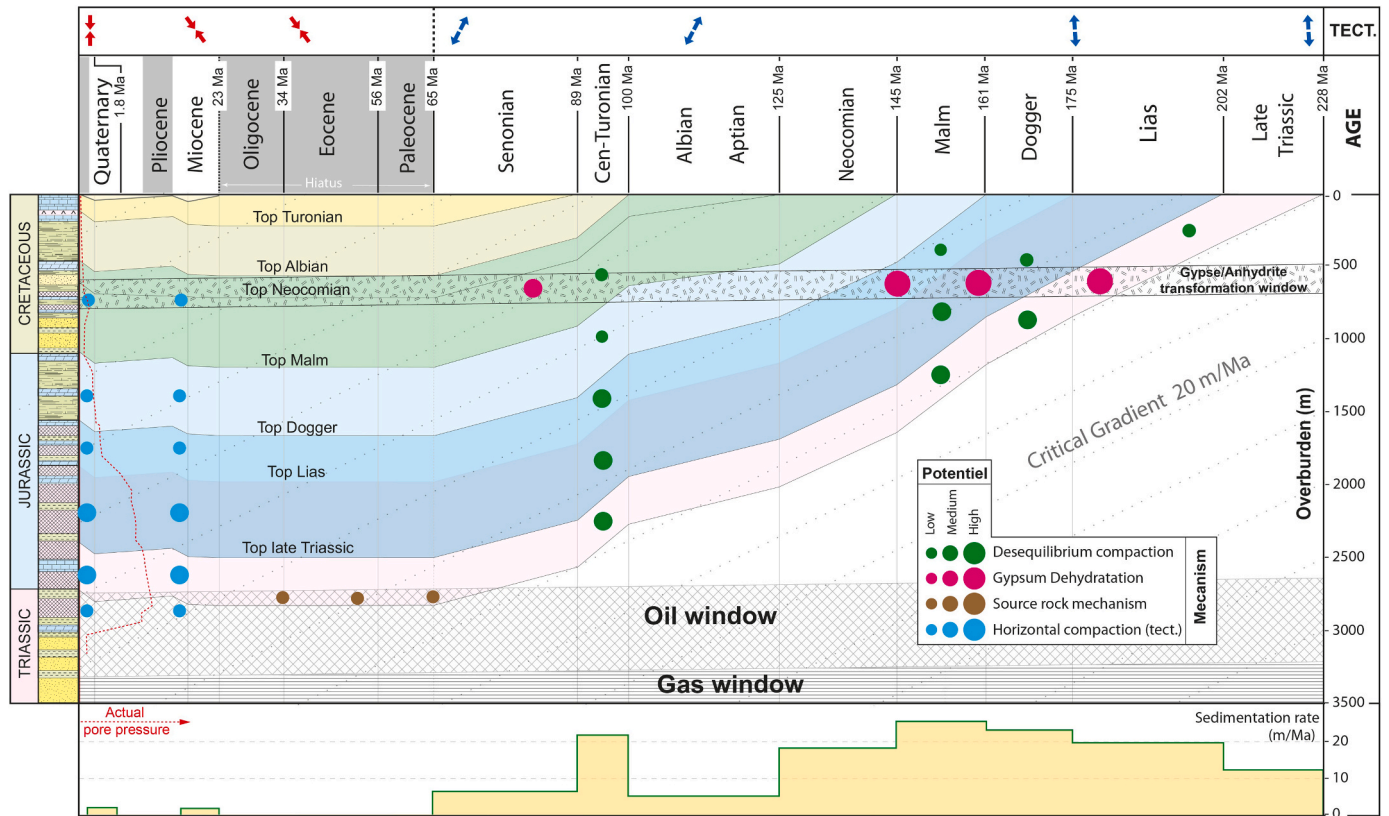 TECT.
Quaternary
1.8 Ma
Pliocene
Miocene
23 Ma
Oligocene
34 Ma
Eocene
56 Ma
Paleocene
65 Ma
Senonian
89 Ma
Cen-Turonian
100 Ma
Albian
Aptian
125 Ma
Neocomian
145 Ma
Malm
161 Ma
Dogger
175 Ma
Lias
202 Ma
Late
Triassic
228 Ma
AGE
Hiatus
CRETACEOUS
JURASSIC
TRIASSIC
Top Turonian
Top Albian
Top Neocomian
Top Malm
Top Dogger
Top Lias
Top late Triassic
Gypse/Anhydrite
transformation window
Critical Gradient 20 m/Ma
Oil window
Gas window
0
500
1000
1500
2000
2500
3000
3500
Overburden (m)
Potentiel
Low
Medium
High
Desequilibrium compaction
Gypsum Dehydratation
Source rock mechanism
Horizontal compaction (tect.)
Mecanism
Actual
pore pressure
Sedimentation rate
(m/Ma)
20
10
0